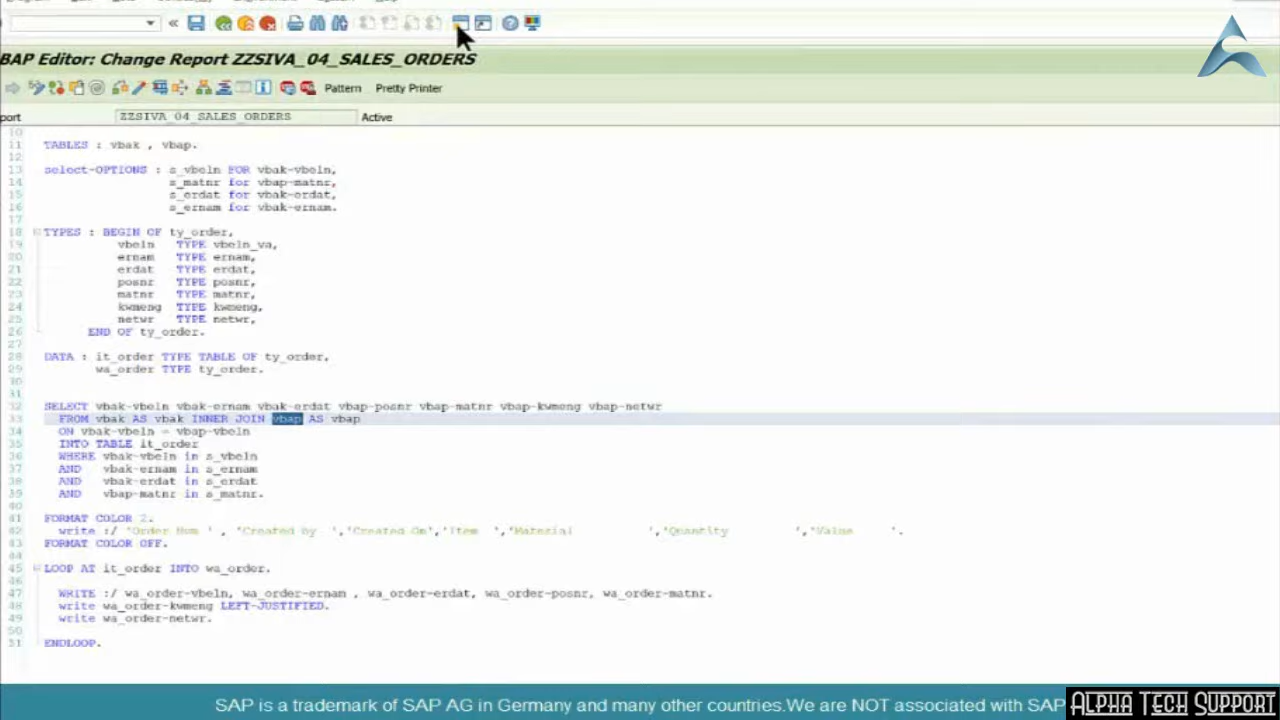 BAP Editor: Change Report ZZSIVA_04_SALES_ORDERS
Pattern Pretty Printer
port ZZSIVA_04_SALES_ORDERS Active
10
11 TABLES : vbak , vbap.
12
13 select-OPTIONS : s_vbeln FOR vbak-vbeln,
14 s_matnr for vbap-matnr,
15 s_erdat for vbak-erdat,
16 s_ernam for vbak-ernam.
17
18 TYPES : BEGIN OF ty_order,
19 vbeln TYPE vbeln_va,
20 ernam TYPE ernam,
21 erdat TYPE erdat,
22 posnr TYPE posnr,
23 matnr TYPE matnr,
24 kwmeng TYPE kwmeng,
25 netwr TYPE netwr,
26 END OF ty_order.
27
28 DATA : it_order TYPE TABLE OF ty_order,
29 wa_order TYPE ty_order.
30
31
32 SELECT vbak-vbeln vbak-ernam vbak-erdat vbap-posnr vbap-matnr vbap-kwmeng vbap-netwr
33 FROM vbak AS vbak INNER JOIN vbap AS vbap
34 ON vbak-vbeln = vbap-vbeln
35 INTO TABLE it_order
36 WHERE vbak-vbeln in s_vbeln
37 AND vbak-ernam in s_ernam
38 AND vbak-erdat in s_erdat
39 AND vbap-matnr in s_matnr.
40
41 FORMAT COLOR 2.
42 write :/ 'Order Num ' , 'Created by ','Created On','Item ','Material ','Quantity ','Value '.
43 FORMAT COLOR OFF.
44
45 LOOP AT it_order INTO wa_order.
46
47 WRITE :/ wa_order-vbeln, wa_order-ernam , wa_order-erdat, wa_order-posnr, wa_order-matnr.
48 write wa_order-kwmeng LEFT-JUSTIFIED.
49 write wa_order-netwr.
50
51 ENDLOOP.
SAP is a trademark of SAP AG in Germany and many other countries.We are NOT associated with SAP
ALPHA TECH SUPPORT